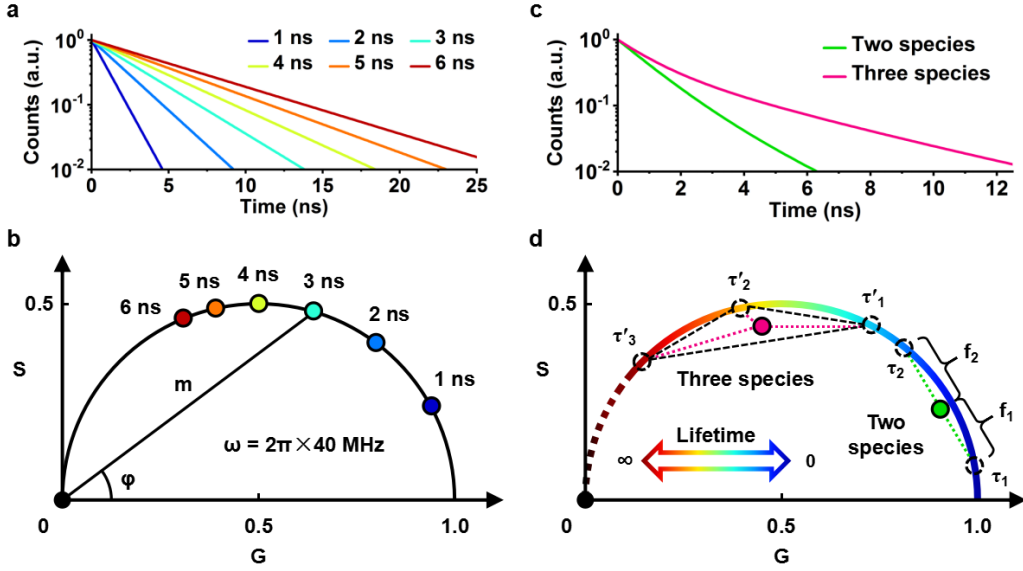 a
Counts (a.u.)
10⁰
10⁻¹
10⁻²
1 ns 2 ns 3 ns
4 ns 5 ns 6 ns
0 5 10 15 20 25
Time (ns)
b
S
0.5
6 ns 5 ns 4 ns 3 ns 2 ns 1 ns
m
φ
ω = 2π × 40 MHz
0 0.5 1.0
G
c
Counts (a.u.)
10⁰
10⁻¹
10⁻²
Two species
Three species
0 2 4 6 8 10 12
Time (ns)
d
S
0.5
τ′₃ τ′₂ τ′₁
τ₂ f₂
f₁
τ₁
Three species
Two
species
Lifetime
∞ 0
0 0.5 1.0
G